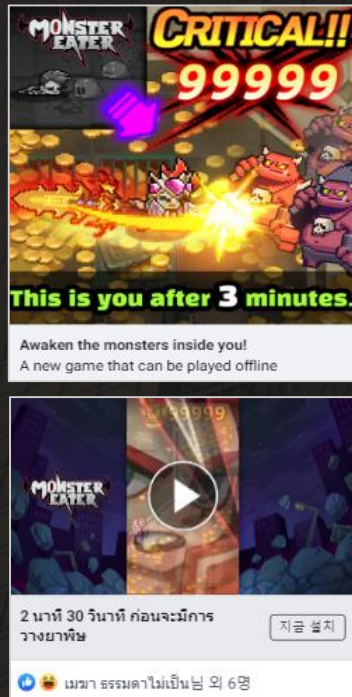 MONSTER EATER
CRITICAL!!
99999
This is you after 3 minutes.
Awaken the monsters inside you!
A new game that can be played offline
99999
MONSTER EATER
2 นาที 30 วินาที ก่อนจะมีการ
วางยาพิษ
지금 설치
เมฆา ธรรมดาไม่เป็น님 외 6명